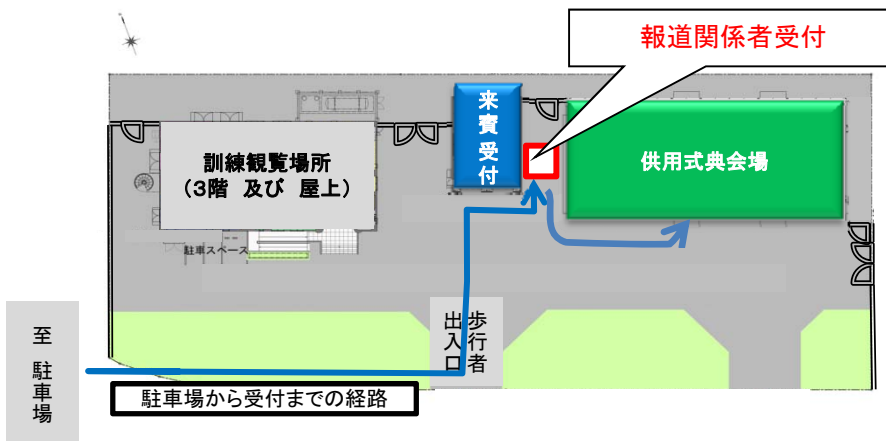 報道関係者受付
来賓受付
訓練観覧場所
（3階 及び 屋上）
供用式典会場
駐車スペース
歩行者
出入口
至 駐車場
駐車場から受付までの経路